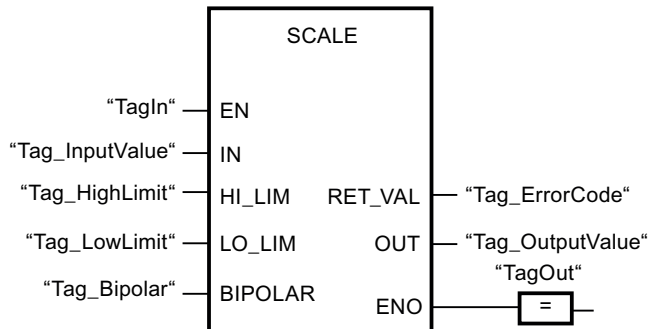 SCALE
“TagIn“ EN
“Tag_InputValue“ IN
“Tag_HighLimit“ HI_LIM RET_VAL “Tag_ErrorCode“
“Tag_LowLimit“ LO_LIM OUT “Tag_OutputValue“
“TagOut“
“Tag_Bipolar“ BIPOLAR
ENO =